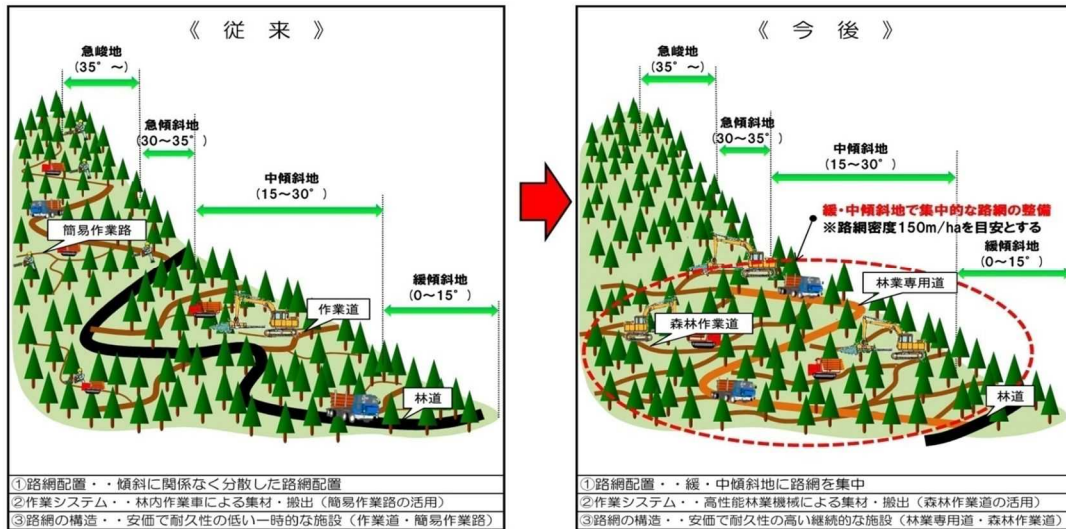 《 従 来 》
急峻地
(35° ～)
急傾斜地
(30～35°)
中傾斜地
(15～30°)
緩傾斜地
(0～15°)
簡易作業路
作業道
林道
①路網配置・・傾斜に関係なく分散した路網配置
②作業システム・・林内作業車による集材・搬出（簡易作業路の活用）
③路網の構造・・安価で耐久性の低い一時的な施設（作業道・簡易作業路）
《 今 後 》
急峻地
(35° ～)
急傾斜地
(30～35°)
中傾斜地
(15～30°)
緩・中傾斜地で集中的な路網の整備
※路網密度150m/haを目安とする
緩傾斜地
(0～15°)
林業専用道
森林作業道
林道
①路網配置・・緩・中傾斜地に路網を集中
②作業システム・・高性能林業機械による集材・搬出（森林作業道の活用）
③路網の構造・・安価で耐久性の高い継続的な施設（林業専用道・森林作業道）